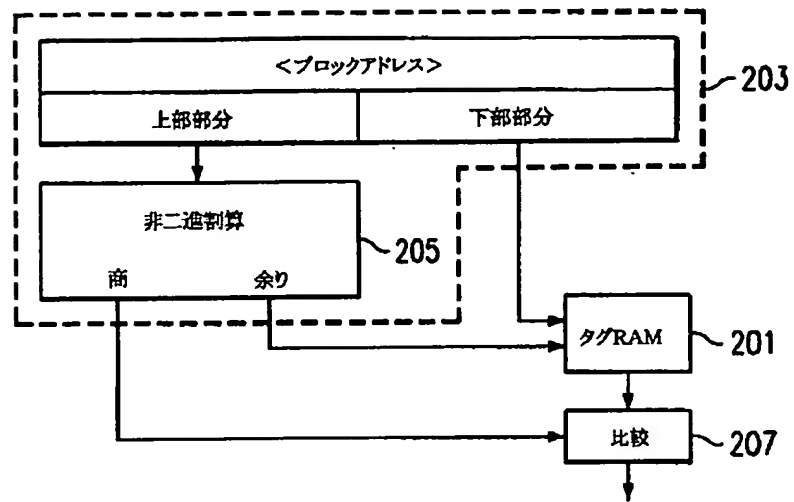 <ブロックアドレス>
203
上部部分
下部部分
非二進割算
205
商
余り
タグRAM
201
比較
207